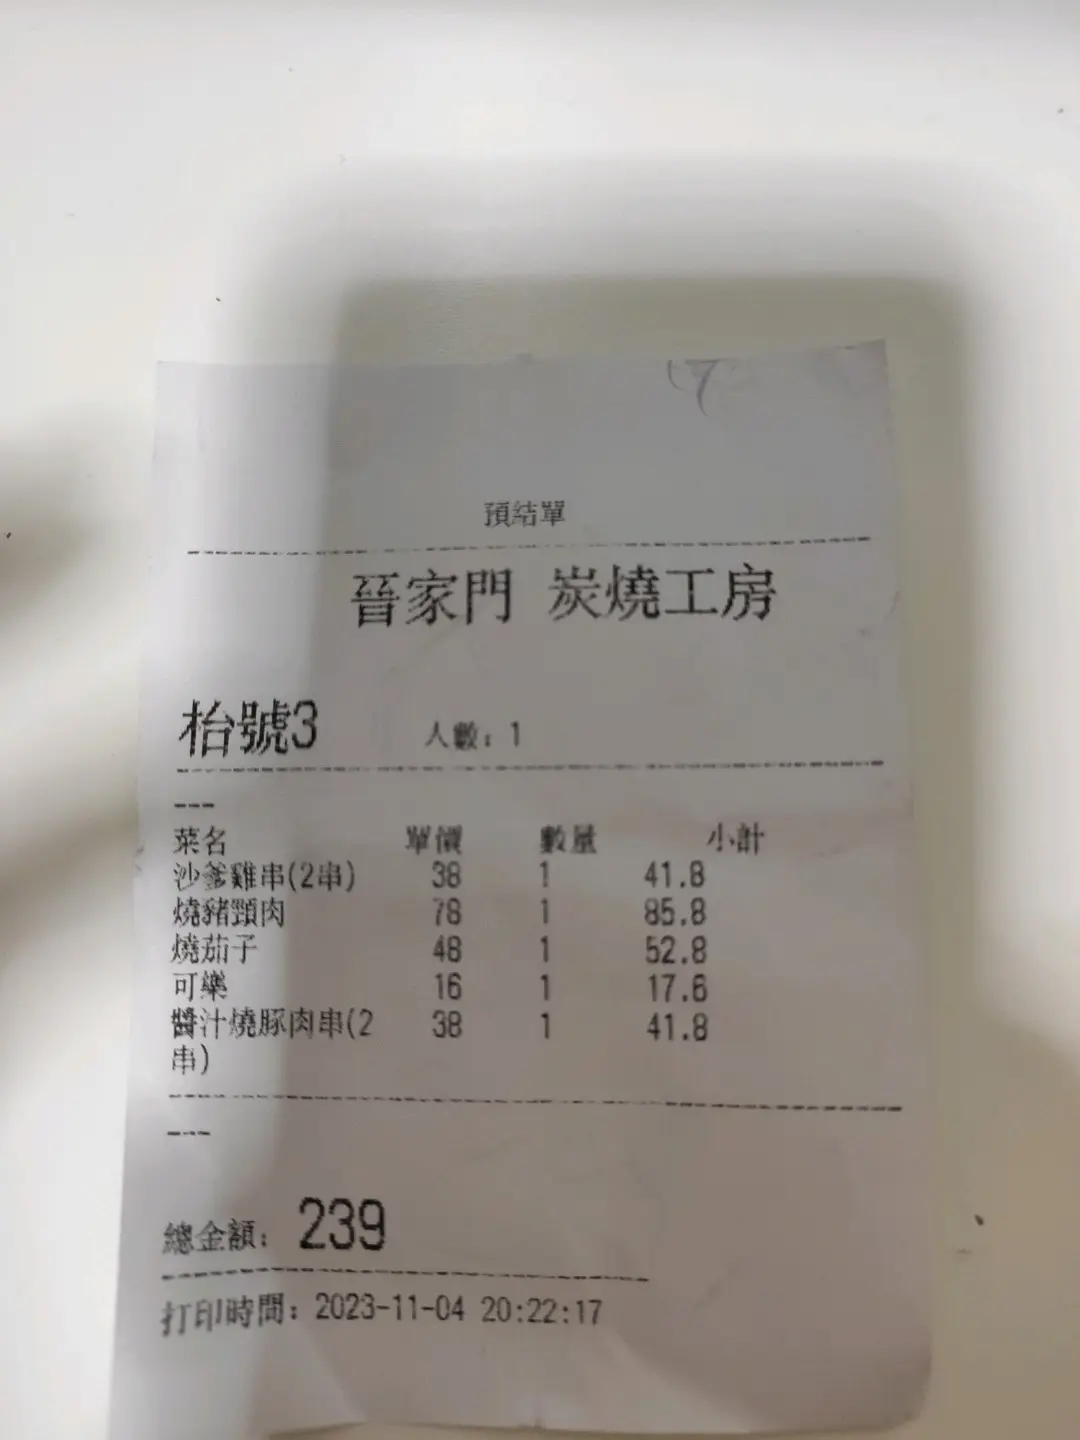 預結單
晉家門 炭燒工房
枱號3 人數：1
---
菜名 單價 數量 小計
沙爹雞串(2串) 38 1 41.8
燒豬頸肉 78 1 85.8
燒茄子 48 1 52.8
可樂 16 1 17.6
醬汁燒豚肉串(2 38 1 41.8
串)
---
總金額：239
打印時間：2023-11-04 20:22:17